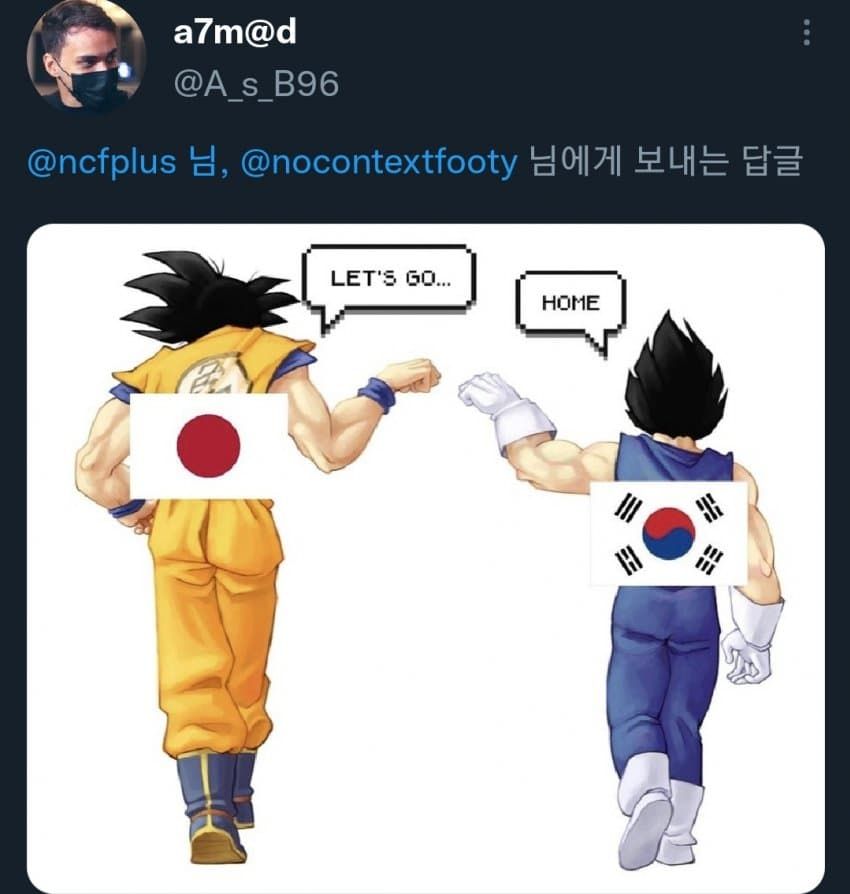 a7m@d
@A_s_B96
@ncfplus 님, @nocontextfooty 님에게 보내는 답글
LET'S GO...
HOME